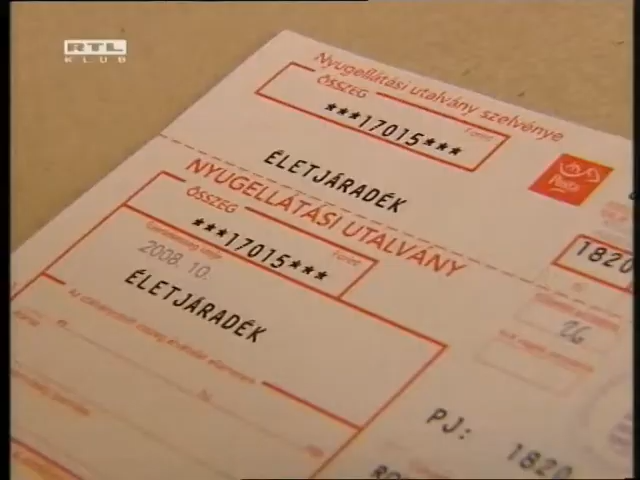 RTL
KLUB
Nyugellátási utalvány szelvénye
ÖSSZEG
***17015***
Forint
ÉLETJÁRADÉK
Posta
NYUGELLÁTÁSI UTALVÁNY
ÖSSZEG
***17015***
Forint
2008. 10.
ÉLETJÁRADÉK
1820
26
PJ:
1820